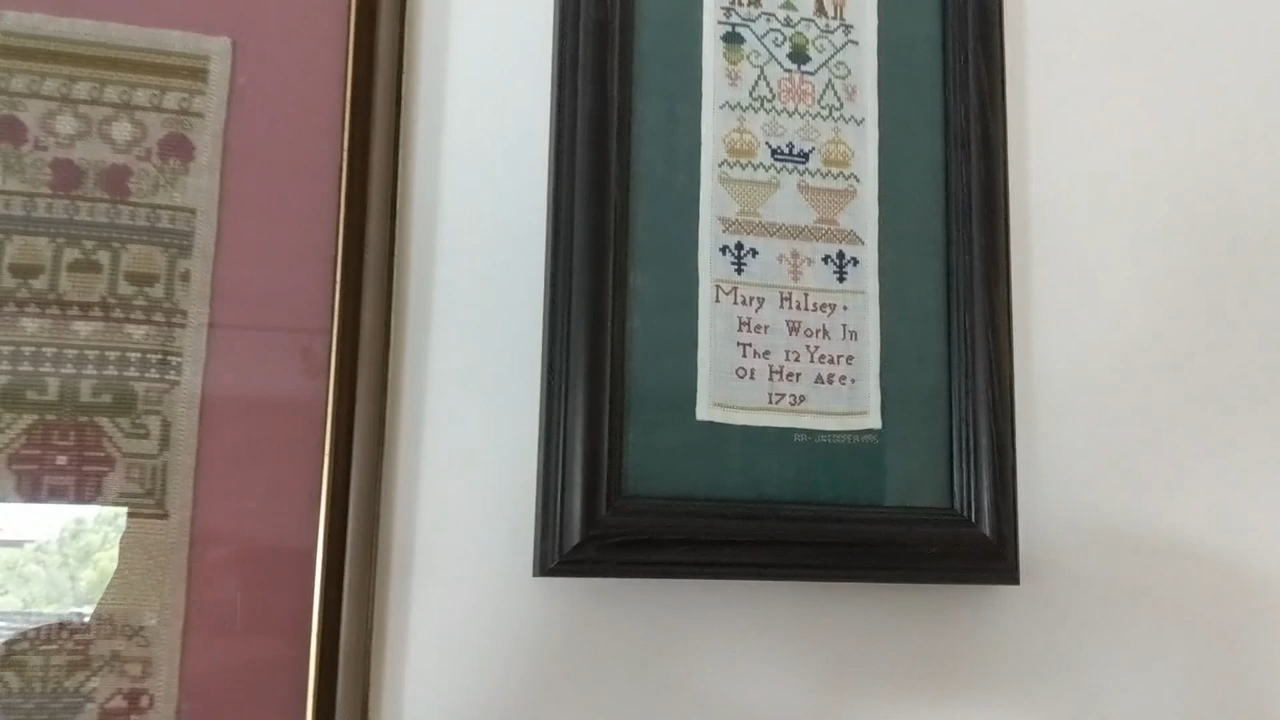 Mary Halsey.
Her Work In
The 12 Yeare
of Her Age.
1739